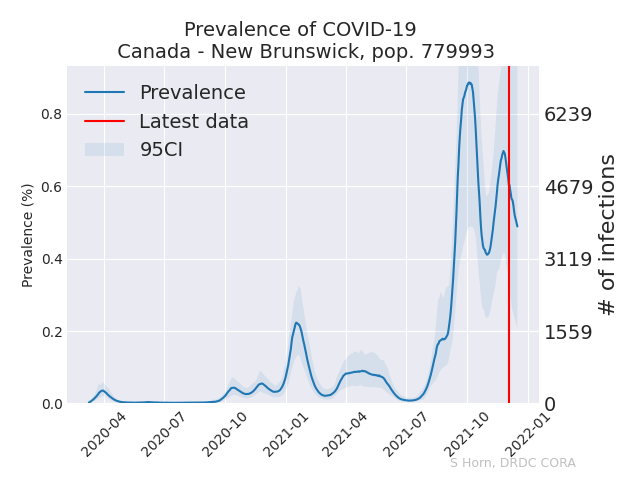 Prevalence of COVID-19
Canada - New Brunswick, pop. 779993
Prevalence
Latest data
95CI
Prevalence (%)
0.8
0.6
0.4
0.2
0.0
6239
4679
3119
1559
0
# of infections
2020-04
2020-07
2020-10
2021-01
2021-04
2021-07
2021-10
2022-01
S Horn, DRDC CORA